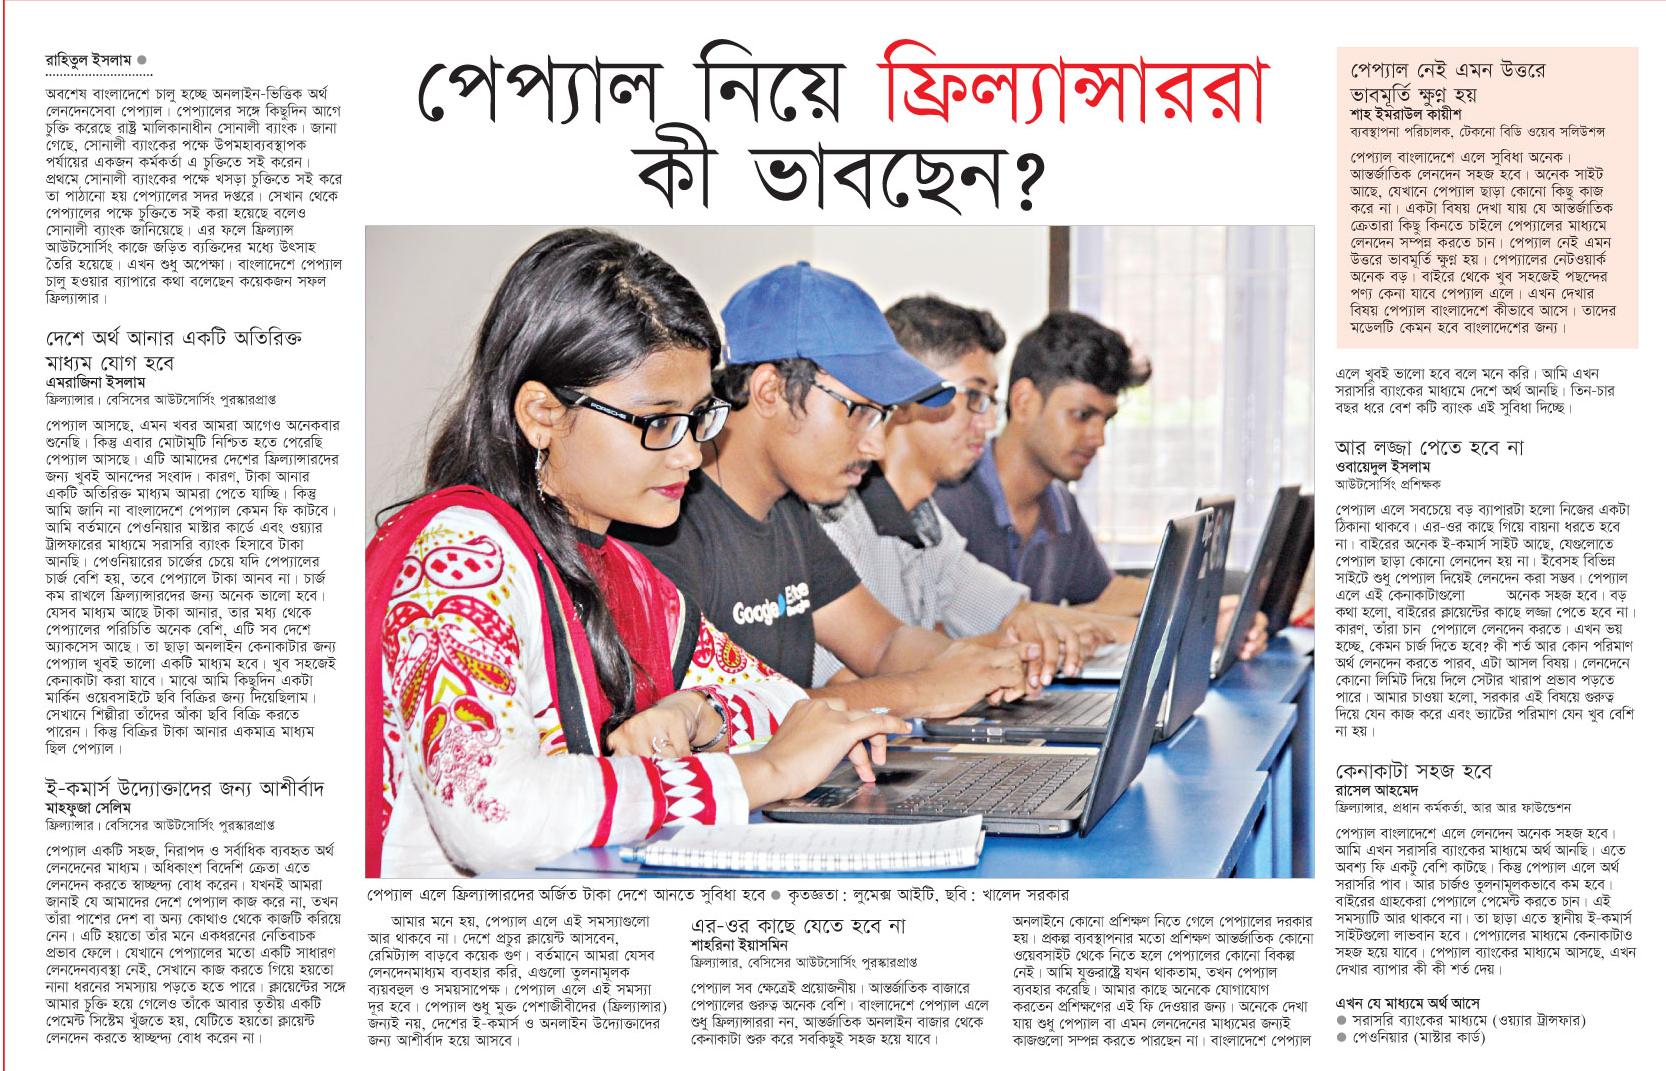 রাহিতুল ইসলাম ●
অবশেষ বাংলাদেশে চালু হচ্ছে অনলাইন-ভিত্তিক অর্থ
লেনদেনসেবা পেপ্যাল। পেপ্যালের সঙ্গে কিছুদিন আগে
চুক্তি করেছে রাষ্ট্র মালিকানাধীন সোনালী ব্যাংক। জানা
গেছে, সোনালী ব্যাংকের পক্ষে উপমহাব্যবস্থাপক
পর্যায়ের একজন কর্মকর্তা এ চুক্তিতে সই করেন।
প্রথমে সোনালী ব্যাংকের পক্ষে খসড়া চুক্তিতে সই করে
তা পাঠানো হয় পেপ্যালের সদর দপ্তরে। সেখান থেকে
পেপ্যালের পক্ষে চুক্তিতে সই করা হয়েছে বলেও
সোনালী ব্যাংক জানিয়েছে। এর ফলে ফ্রিল্যান্স
আউটসোর্সিং কাজে জড়িত ব্যক্তিদের মধ্যে উৎসাহ
তৈরি হয়েছে। এখন শুধু অপেক্ষা। বাংলাদেশে পেপ্যাল
চালু হওয়ার ব্যাপারে কথা বলেছেন কয়েকজন সফল
ফ্রিল্যান্সার।
পেপ্যাল নিয়ে ফ্রিল্যান্সাররা
কী ভাবছেন?
দেশে অর্থ আনার একটি অতিরিক্ত
মাধ্যম যোগ হবে
এমরাজিনা ইসলাম
ফ্রিল্যান্সার। বেসিসের আউটসোর্সিং পুরস্কারপ্রাপ্ত
পেপ্যাল আসছে, এমন খবর আমরা আগেও অনেকবার
শুনেছি। কিন্তু এবার মোটামুটি নিশ্চিত হতে পেরেছি
পেপ্যাল আসছে। এটি আমাদের দেশের ফ্রিল্যান্সারদের
জন্য খুবই আনন্দের সংবাদ। কারণ, টাকা আনার
একটি অতিরিক্ত মাধ্যম আমরা পেতে যাচ্ছি। কিন্তু
আমি জানি না বাংলাদেশে পেপ্যাল কেমন ফি কাটবে।
আমি বর্তমানে পেওনিয়ার মাস্টার কার্ডে এবং ওয়্যার
ট্রান্সফারের মাধ্যমে সরাসরি ব্যাংক হিসাবে টাকা
আনছি। পেওনিয়ারের চার্জের চেয়ে যদি পেপ্যালের
চার্জ বেশি হয়, তবে পেপ্যালে টাকা আনব না। চার্জ
কম রাখলে ফ্রিল্যান্সারদের জন্য অনেক ভালো হবে।
যেসব মাধ্যম আছে টাকা আনার, তার মধ্য থেকে
পেপ্যালের পরিচিতি অনেক বেশি, এটি সব দেশে
অ্যাকসেস আছে। তা ছাড়া অনলাইন কেনাকাটার জন্য
পেপ্যাল খুবই ভালো একটি মাধ্যম হবে। খুব সহজেই
কেনাকাটা করা যাবে। মাঝে আমি কিছুদিন একটা
মার্কিন ওয়েবসাইটে ছবি বিক্রির জন্য দিয়েছিলাম।
সেখানে শিল্পীরা তাঁদের আঁকা ছবি বিক্রি করতে
পারেন। কিন্তু বিক্রির টাকা আনার একমাত্র মাধ্যম
ছিল পেপ্যাল।
ই-কমার্স উদ্যোক্তাদের জন্য আশীর্বাদ
মাহফুজা সেলিম
ফ্রিল্যান্সার। বেসিসের আউটসোর্সিং পুরস্কারপ্রাপ্ত
পেপ্যাল একটি সহজ, নিরাপদ ও সর্বাধিক ব্যবহৃত অর্থ
লেনদেনের মাধ্যম। অধিকাংশ বিদেশি ক্রেতা এতে
লেনদেন করতে স্বাচ্ছন্দ্য বোধ করেন। যখনই আমরা
জানাই যে আমাদের দেশে পেপ্যাল কাজ করে না, তখন
তাঁরা পাশের দেশ বা অন্য কোথাও থেকে কাজটি করিয়ে
নেন। এটি হয়তো তাঁর মনে একধরনের নেতিবাচক
প্রভাব ফেলে। যেখানে পেপ্যালের মতো একটি সাধারণ
লেনদেনব্যবস্থা নেই, সেখানে কাজ করতে গিয়ে হয়তো
নানা ধরনের সমস্যায় পড়তে হতে পারে। ক্লায়েন্টের সঙ্গে
আমার চুক্তি হয়ে গেলেও তাঁকে আবার তৃতীয় একটি
পেমেন্ট সিস্টেম খুঁজতে হয়, যেটিতে হয়তো ক্লায়েন্ট
লেনদেন করতে স্বাচ্ছন্দ্য বোধ করেন না।
PORSCHE
Google
পেপ্যাল এলে ফ্রিল্যান্সারদের অর্জিত টাকা দেশে আনতে সুবিধা হবে ● কৃতজ্ঞতা : লুমেক্স আইটি, ছবি : খালেদ সরকার
আমার মনে হয়, পেপ্যাল এলে এই সমস্যাগুলো
আর থাকবে না। দেশে প্রচুর ক্লায়েন্ট আসবেন,
রেমিট্যান্স বাড়বে কয়েক গুণ। বর্তমানে আমরা যেসব
লেনদেনমাধ্যম ব্যবহার করি, এগুলো তুলনামূলক
ব্যয়বহুল ও সময়সাপেক্ষ। পেপ্যাল এলে এই সমস্যা
দূর হবে। পেপ্যাল শুধু মুক্ত পেশাজীবীদের (ফ্রিল্যান্সার)
জন্যই নয়, দেশের ই-কমার্স ও অনলাইন উদ্যোক্তাদের
জন্য আশীর্বাদ হয়ে আসবে।
এর-ওর কাছে যেতে হবে না
শাহরিনা ইয়াসমিন
ফ্রিল্যান্সার, বেসিসের আউটসোর্সিং পুরস্কারপ্রাপ্ত
পেপ্যাল সব ক্ষেত্রেই প্রয়োজনীয়। আন্তর্জাতিক বাজারে
পেপ্যালের গুরুত্ব অনেক বেশি। বাংলাদেশে পেপ্যাল এলে
শুধু ফ্রিল্যান্সাররা নন, আন্তর্জাতিক অনলাইন বাজার থেকে
কেনাকাটা শুরু করে সবকিছুই সহজ হয়ে যাবে।
অনলাইনে কোনো প্রশিক্ষণ নিতে গেলে পেপ্যালের দরকার
হয়। প্রকল্প ব্যবস্থাপনার মতো প্রশিক্ষণ আন্তর্জাতিক কোনো
ওয়েবসাইট থেকে নিতে হলে পেপ্যালের কোনো বিকল্প
নেই। আমি যুক্তরাষ্ট্রে যখন থাকতাম, তখন পেপ্যাল
ব্যবহার করেছি। আমার কাছে অনেকে যোগাযোগ
করতেন প্রশিক্ষণের এই ফি দেওয়ার জন্য। অনেকে দেখা
যায় শুধু পেপ্যাল বা এমন লেনদেনের মাধ্যমের জন্যই
কাজগুলো সম্পন্ন করতে পারছেন না। বাংলাদেশে পেপ্যাল
পেপ্যাল নেই এমন উত্তরে
ভাবমূর্তি ক্ষুণ্ন হয়
শাহ ইমরাউল কায়ীশ
ব্যবস্থাপনা পরিচালক, টেকনো বিডি ওয়েব সলিউশন্স
পেপ্যাল বাংলাদেশে এলে সুবিধা অনেক।
আন্তর্জাতিক লেনদেন সহজ হবে। অনেক সাইট
আছে, যেখানে পেপ্যাল ছাড়া কোনো কিছু কাজ
করে না। একটা বিষয় দেখা যায় যে আন্তর্জাতিক
ক্রেতারা কিছু কিনতে চাইলে পেপ্যালের মাধ্যমে
লেনদেন সম্পন্ন করতে চান। পেপ্যাল নেই এমন
উত্তরে ভাবমূর্তি ক্ষুণ্ন হয়। পেপ্যালের নেটওয়ার্ক
অনেক বড়। বাইরে থেকে খুব সহজেই পছন্দের
পণ্য কেনা যাবে পেপ্যাল এলে। এখন দেখার
বিষয় পেপ্যাল বাংলাদেশে কীভাবে আসে। তাদের
মডেলটি কেমন হবে বাংলাদেশের জন্য।
এলে খুবই ভালো হবে বলে মনে করি। আমি এখন
সরাসরি ব্যাংকের মাধ্যমে দেশে অর্থ আনছি। তিন-চার
বছর ধরে বেশ কটি ব্যাংক এই সুবিধা দিচ্ছে।
আর লজ্জা পেতে হবে না
ওবায়েদুল ইসলাম
আউটসোর্সিং প্রশিক্ষক
পেপ্যাল এলে সবচেয়ে বড় ব্যাপারটা হলো নিজের একটা
ঠিকানা থাকবে। এর-ওর কাছে গিয়ে বায়না ধরতে হবে
না। বাইরের অনেক ই-কমার্স সাইট আছে, যেগুলোতে
পেপ্যাল ছাড়া কোনো লেনদেন হয় না। ইবেসহ বিভিন্ন
সাইটে শুধু পেপ্যাল দিয়েই লেনদেন করা সম্ভব। পেপ্যাল
এলে এই কেনাকাটাগুলো অনেক সহজ হবে। বড়
কথা হলো, বাইরের ক্লায়েন্টের কাছে লজ্জা পেতে হবে না।
কারণ, তাঁরা চান পেপ্যালে লেনদেন করতে। এখন ভয়
হচ্ছে, কেমন চার্জ দিতে হবে? কী শর্ত আর কোন পরিমাণ
অর্থ লেনদেন করতে পারব, এটা আসল বিষয়। লেনদেনে
কোনো লিমিট দিয়ে দিলে সেটার খারাপ প্রভাব পড়তে
পারে। আমার চাওয়া হলো, সরকার এই বিষয়ে গুরুত্ব
দিয়ে যেন কাজ করে এবং ভ্যাটের পরিমাণ যেন খুব বেশি
না হয়।
কেনাকাটা সহজ হবে
রাসেল আহমেদ
ফ্রিল্যান্সার, প্রধান কর্মকর্তা, আর আর ফাউন্ডেশন
পেপ্যাল বাংলাদেশে এলে লেনদেন অনেক সহজ হবে।
আমি এখন সরাসরি ব্যাংকের মাধ্যমে অর্থ আনছি। এতে
অবশ্য ফি একটু বেশি কাটছে। কিন্তু পেপ্যাল এলে অর্থ
সরাসরি পাব। আর চার্জও তুলনামূলকভাবে কম হবে।
বাইরের গ্রাহকেরা পেপ্যালে পেমেন্ট করতে চান। এই
সমস্যাটি আর থাকবে না। তা ছাড়া এতে স্থানীয় ই-কমার্স
সাইটগুলো লাভবান হবে। পেপ্যালের মাধ্যমে কেনাকাটাও
সহজ হয়ে যাবে। পেপ্যাল ব্যাংকের মাধ্যমে আসছে, এখন
দেখার ব্যাপার কী কী শর্ত দেয়।
এখন যে মাধ্যমে অর্থ আসে
● সরাসরি ব্যাংকের মাধ্যমে (ওয়্যার ট্রান্সফার)
● পেওনিয়ার (মাস্টার কার্ড)